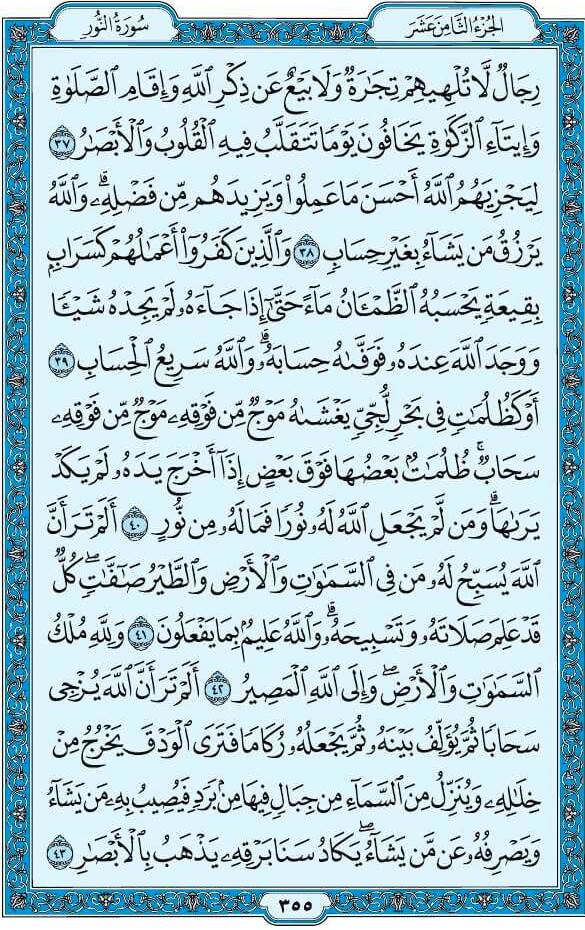 الجزء الثامن عشر
سورة النور
رِجَالٌ لَّا تُلْهِيهِمْ تِجَٰرَةٌ وَلَا بَيْعٌ عَن ذِكْرِ ٱللَّهِ وَإِقَامِ ٱلصَّلَوٰةِ
وَإِيتَآءِ ٱلزَّكَوٰةِ يَخَافُونَ يَوْمًا تَتَقَلَّبُ فِيهِ ٱلْقُلُوبُ وَٱلْأَبْصَٰرُ ٣٧
لِيَجْزِيَهُمُ ٱللَّهُ أَحْسَنَ مَا عَمِلُوا۟ وَيَزِيدَهُم مِّن فَضْلِهِۦ ۗ وَٱللَّهُ
يَرْزُقُ مَن يَشَآءُ بِغَيْرِ حِسَابٍ ٣٨ وَٱلَّذِينَ كَفَرُوٓا۟ أَعْمَٰلُهُمْ كَسَرَابٍۭ
بِقِيعَةٍ يَحْسَبُهُ ٱلظَّمْـَٔانُ مَآءً حَتَّىٰٓ إِذَا جَآءَهُۥ لَمْ يَجِدْهُ شَيْـًٔا
وَوَجَدَ ٱللَّهَ عِندَهُۥ فَوَفَّىٰهُ حِسَابَهُۥ ۗ وَٱللَّهُ سَرِيعُ ٱلْحِسَابِ ٣٩
أَوْ كَظُلُمَٰتٍ فِى بَحْرٍ لُّجِّىٍّ يَغْشَىٰهُ مَوْجٌ مِّن فَوْقِهِۦ مَوْجٌ مِّن فَوْقِهِۦ
سَحَابٌ ۚ ظُلُمَٰتٌۢ بَعْضُهَا فَوْقَ بَعْضٍ إِذَآ أَخْرَجَ يَدَهُۥ لَمْ يَكَدْ
يَرَىٰهَا ۗ وَمَن لَّمْ يَجْعَلِ ٱللَّهُ لَهُۥ نُورًا فَمَا لَهُۥ مِن نُّورٍ ٤٠ أَلَمْ تَرَ أَنَّ
ٱللَّهَ يُسَبِّحُ لَهُۥ مَن فِى ٱلسَّمَٰوَٰتِ وَٱلْأَرْضِ وَٱلطَّيْرُ صَٰٓفَّٰتٍ ۖ كُلٌّ
قَدْ عَلِمَ صَلَاتَهُۥ وَتَسْبِيحَهُۥ ۗ وَٱللَّهُ عَلِيمٌۢ بِمَا يَفْعَلُونَ ٤١ وَلِلَّهِ مُلْكُ
ٱلسَّمَٰوَٰتِ وَٱلْأَرْضِ ۖ وَإِلَى ٱللَّهِ ٱلْمَصِيرُ ٤٢ أَلَمْ تَرَ أَنَّ ٱللَّهَ يُزْجِى
سَحَابًا ثُمَّ يُؤَلِّفُ بَيْنَهُۥ ثُمَّ يَجْعَلُهُۥ رُكَامًا فَتَرَى ٱلْوَدْقَ يَخْرُجُ مِنْ
خِلَٰلِهِۦ وَيُنَزِّلُ مِنَ ٱلسَّمَآءِ مِن جِبَالٍ فِيهَا مِنۢ بَرَدٍ فَيُصِيبُ بِهِۦ مَن يَشَآءُ
وَيَصْرِفُهُۥ عَن مَّن يَشَآءُ ۖ يَكَادُ سَنَا بَرْقِهِۦ يَذْهَبُ بِٱلْأَبْصَٰرِ ٤٣
٣٥٥